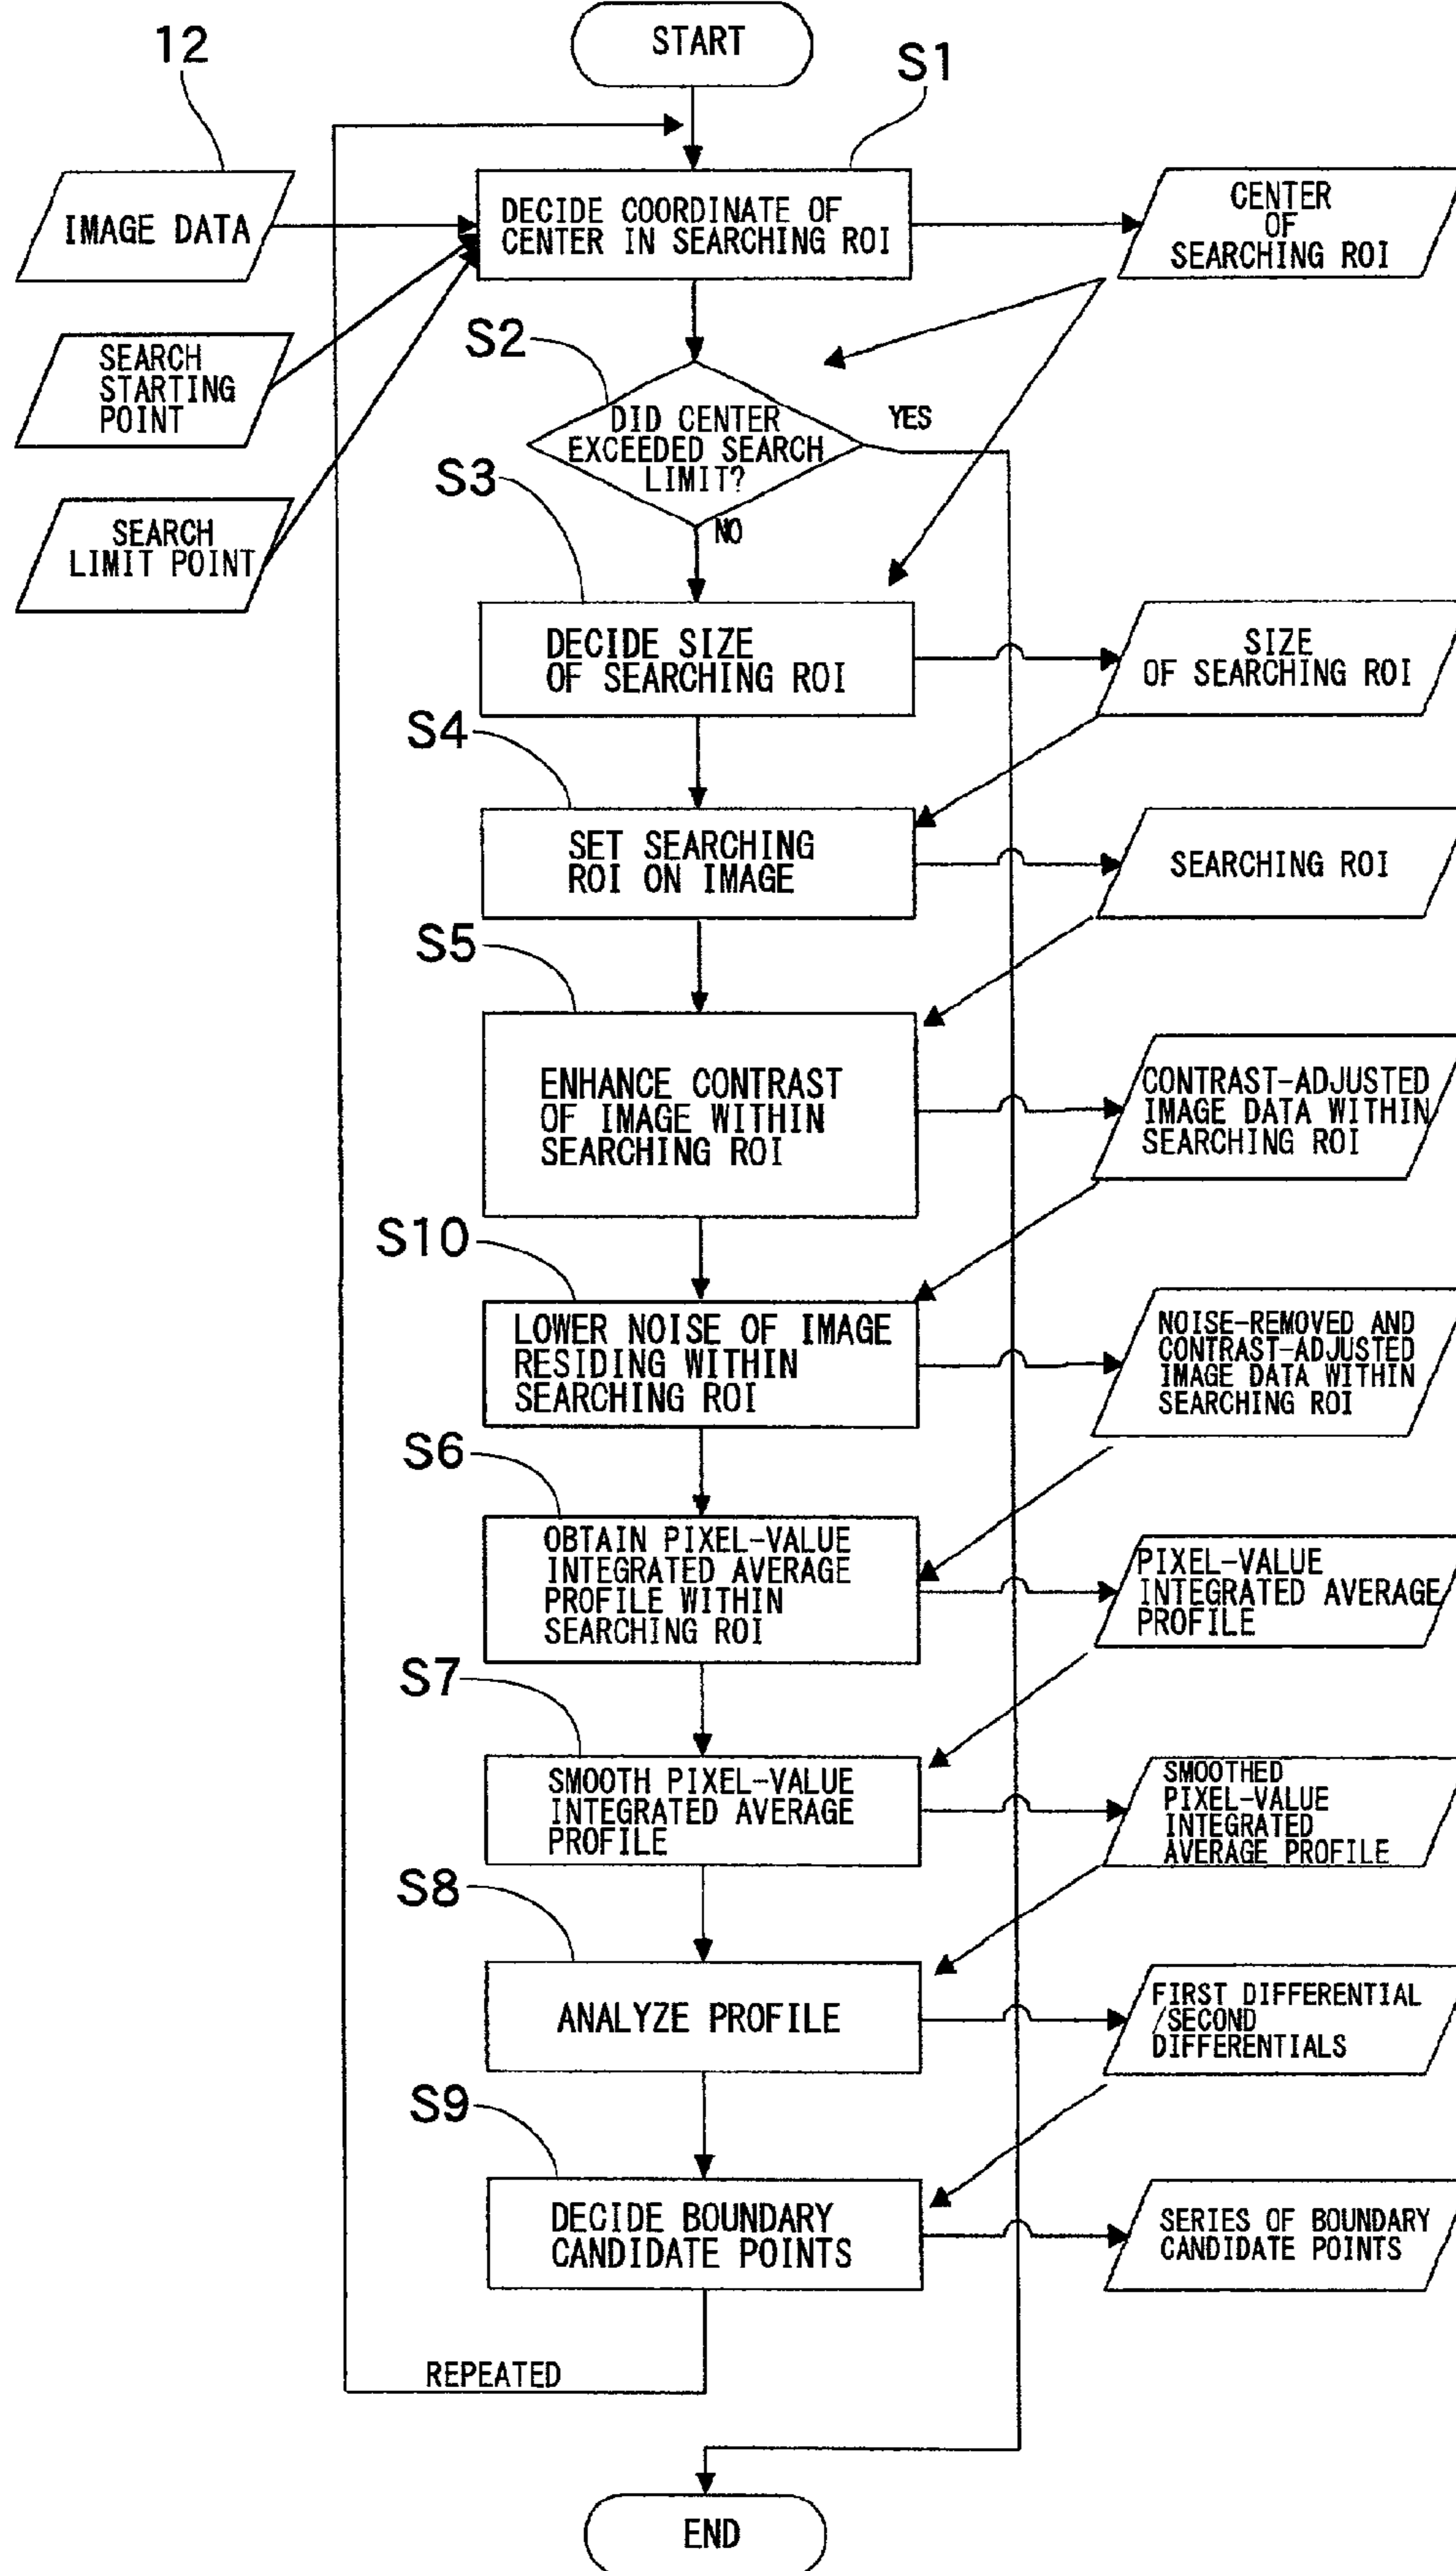 START
12
S1
IMAGE DATA
DECIDE COORDINATE OF
CENTER IN SEARCHING ROI
CENTER
OF
SEARCHING ROI
SEARCH
STARTING
POINT
S2
DID CENTER
EXCEEDED SEARCH
LIMIT?
YES
NO
SEARCH
LIMIT POINT
S3
DECIDE SIZE
OF SEARCHING ROI
SIZE
OF SEARCHING ROI
S4
SET SEARCHING
ROI ON IMAGE
SEARCHING ROI
S5
ENHANCE CONTRAST
OF IMAGE WITHIN
SEARCHING ROI
CONTRAST-ADJUSTED
IMAGE DATA WITHIN
SEARCHING ROI
S10
LOWER NOISE OF IMAGE
RESIDING WITHIN
SEARCHING ROI
NOISE-REMOVED AND
CONTRAST-ADJUSTED
IMAGE DATA WITHIN
SEARCHING ROI
S6
OBTAIN PIXEL-VALUE
INTEGRATED AVERAGE
PROFILE WITHIN
SEARCHING ROI
PIXEL-VALUE
INTEGRATED AVERAGE
PROFILE
S7
SMOOTH PIXEL-VALUE
INTEGRATED AVERAGE
PROFILE
SMOOTHED
PIXEL-VALUE
INTEGRATED
AVERAGE PROFILE
S8
ANALYZE PROFILE
FIRST DIFFERENTIAL
/SECOND
DIFFERENTIALS
S9
DECIDE BOUNDARY
CANDIDATE POINTS
SERIES OF BOUNDARY
CANDIDATE POINTS
REPEATED
END